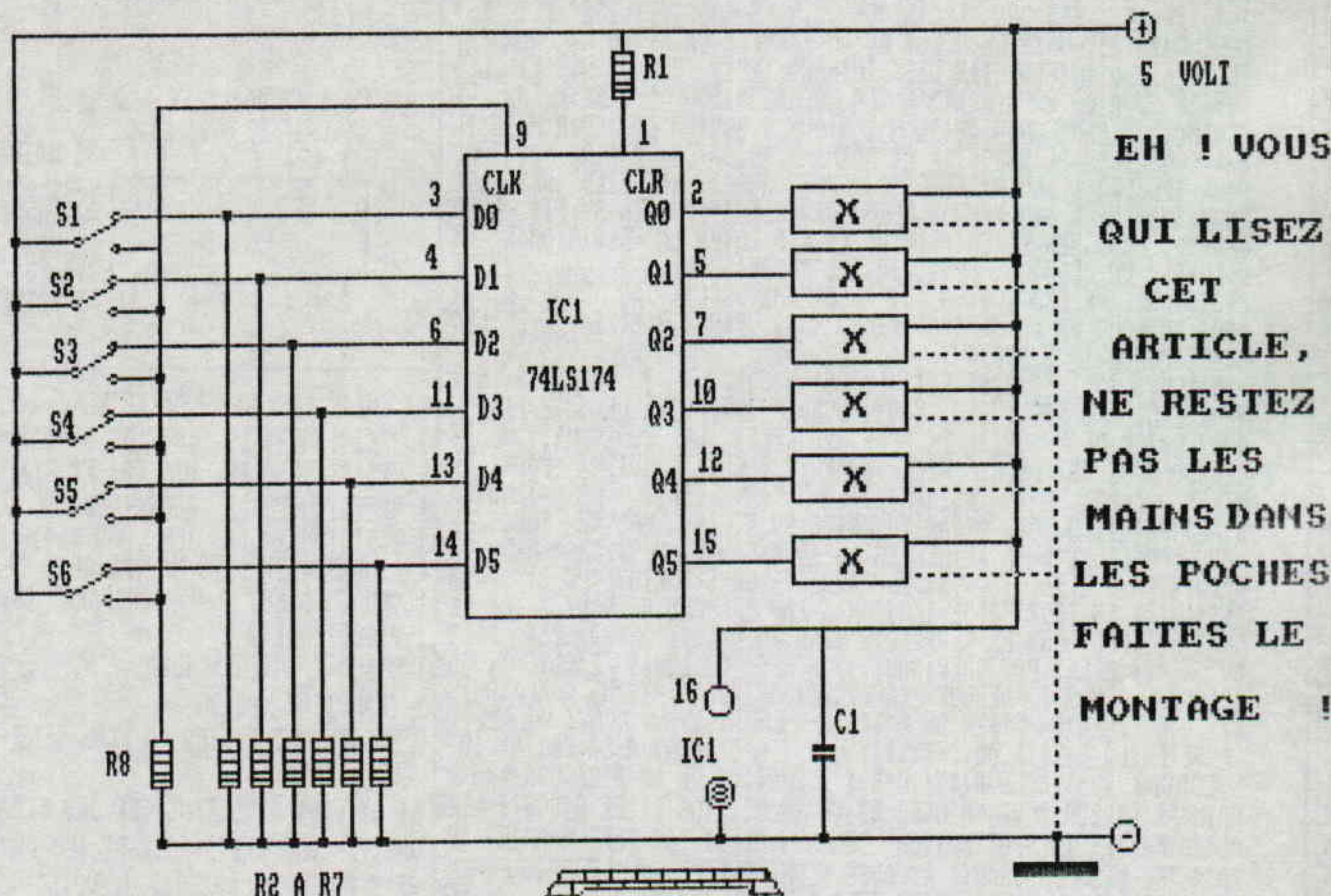 R1
5 VOLT
9
1
EH ! VOUS
CLK
CLR
S1
3
D0
Q0
2
X
QUI LISEZ
S2
4
D1
Q1
5
X
CET
IC1
S3
6
D2
Q2
7
X
ARTICLE,
74LS174
S4
11
D3
Q3
10
X
NE RESTEZ
S5
13
D4
Q4
12
X
PAS LES
MAINS DANS
S6
14
D5
Q5
15
X
LES POCHES
FAITES LE
16
C1
MONTAGE !
R8
IC1
R2 A R7